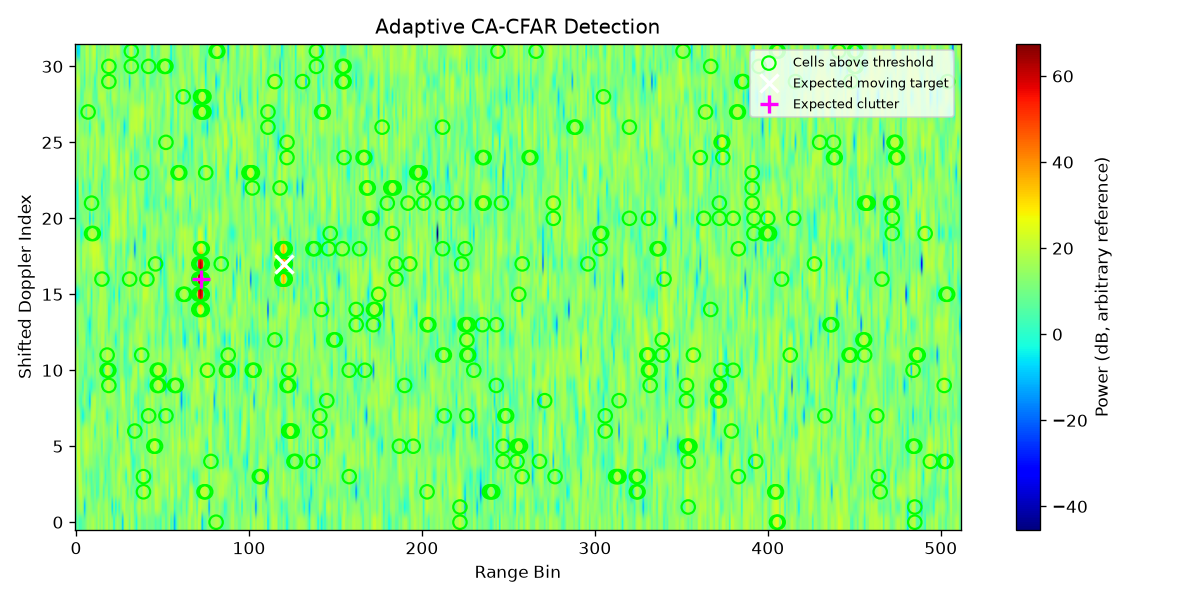 Adaptive CA-CFAR Detection
Cells above threshold
Expected moving target
Expected clutter
Shifted Doppler Index
30
25
20
15
10
5
0
0 100 200 300 400 500
Range Bin
60
40
20
0
−20
−40
Power (dB, arbitrary reference)